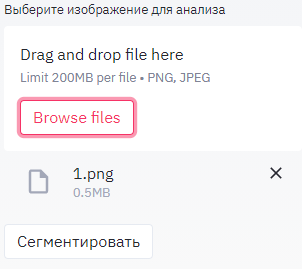 Выберите изображение для анализа
Drag and drop file here
Limit 200MB per file • PNG, JPEG
Browse files
1.png
0.5MB
Сегментировать